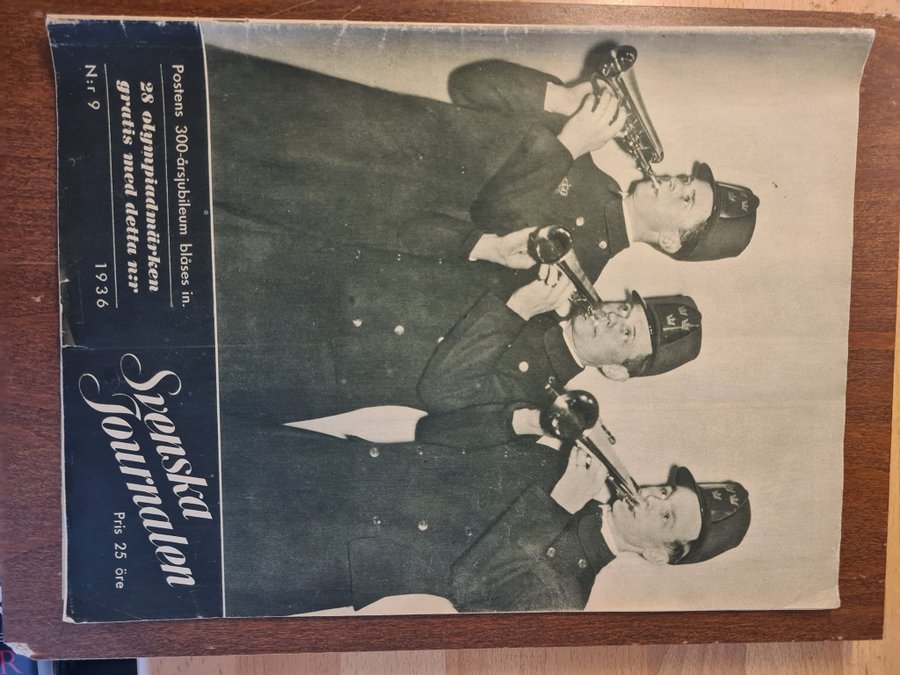 Postens 300-årsjubileum blåses in.
28 olympiadmärken
gratis med detta n:r
N:r 9
1936
Svenska
Journalen
Pris 25 öre
R